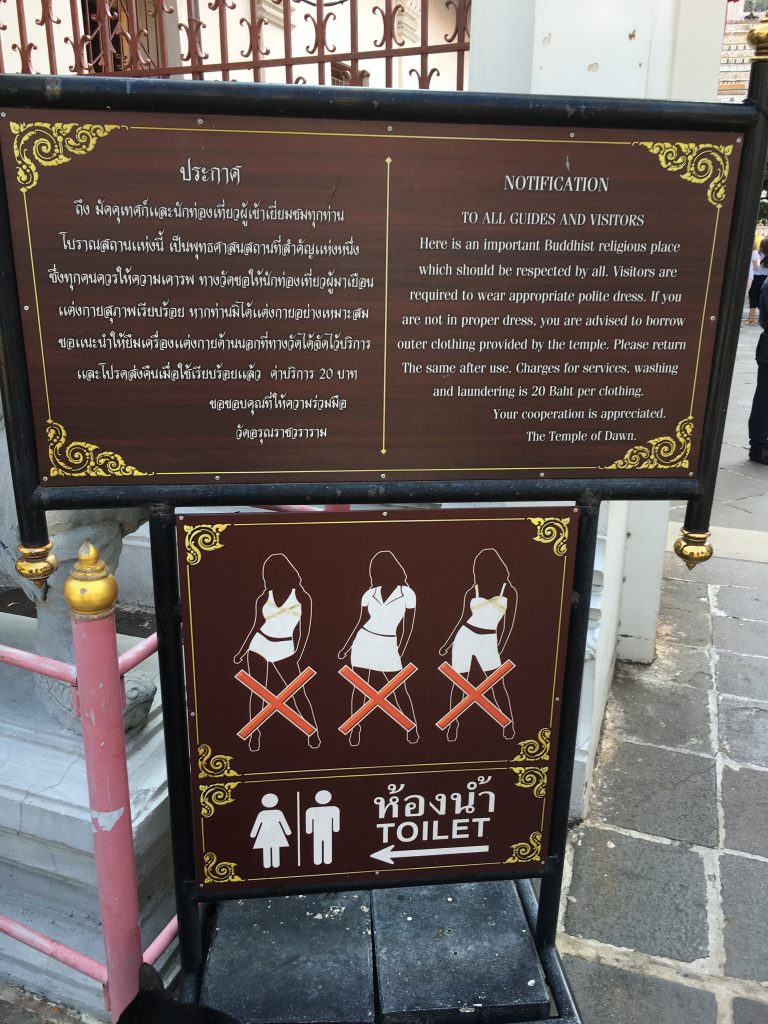 ประกาศ
ถึง มัคคุเทศก์และนักท่องเที่ยวผู้เข้าเยี่ยมชมทุกท่าน
โบราณสถานแห่งนี้ เป็นพุทธศาสนสถานที่สำคัญแห่งหนึ่ง
ซึ่งทุกคนควรให้ความเคารพ ทางวัดขอให้นักท่องเที่ยวผู้มาเยือน
แต่งกายสุภาพเรียบร้อย หากท่านมิได้แต่งกายอย่างเหมาะสม
ขอแนะนำให้ยืมเครื่องแต่งกายด้านนอกที่ทางวัดได้จัดไว้บริการ
และโปรดส่งคืนเมื่อใช้เรียบร้อยแล้ว ค่าบริการ 20 บาท
ขอขอบคุณที่ให้ความร่วมมือ
วัดอรุณราชวราราม
NOTIFICATION
TO ALL GUIDES AND VISITORS
Here is an important Buddhist religious place
which should be respected by all. Visitors are
required to wear appropriate polite dress. If you
are not in proper dress, you are advised to borrow
outer clothing provided by the temple. Please return
The same after use. Charges for services, washing
and laundering is 20 Baht per clothing.
Your cooperation is appreciated.
The Temple of Dawn.
ห้องน้ำ
TOILET